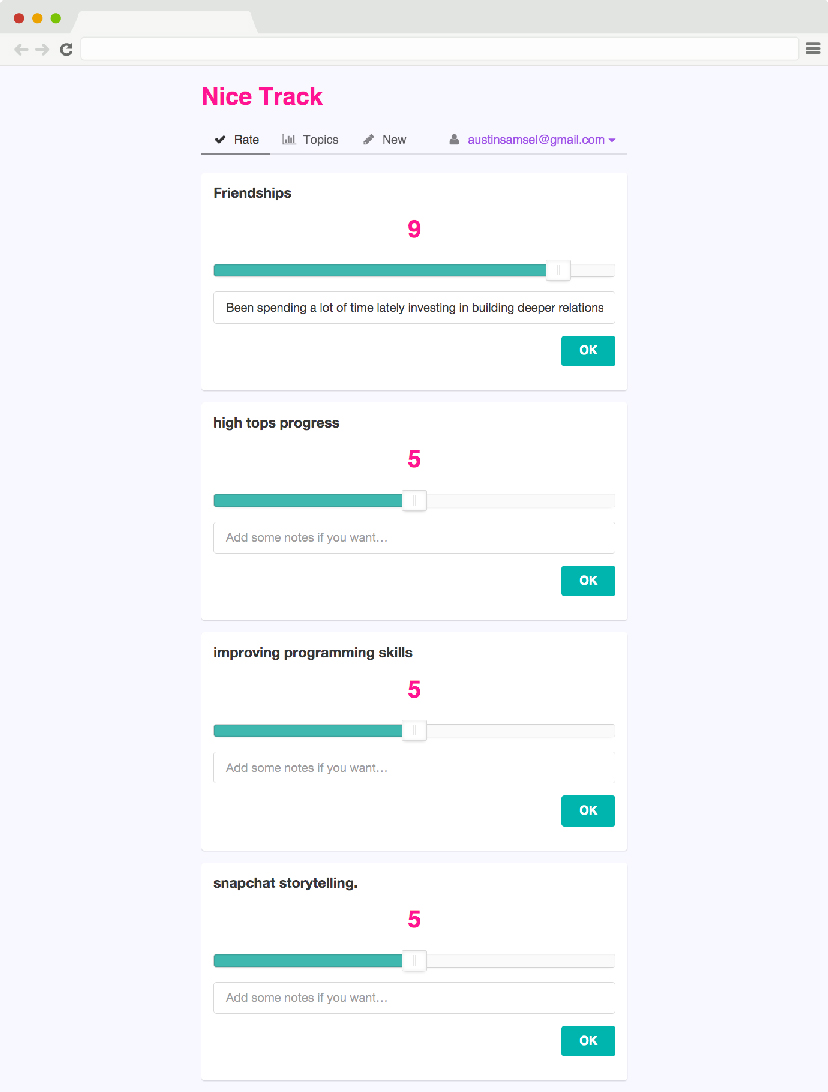 Nice Track
Rate Topics New austinsamsel@gmail.com
Friendships
9
Been spending a lot of time lately investing in building deeper relations
OK
high tops progress
5
Add some notes if you want...
OK
improving programming skills
5
Add some notes if you want...
OK
snapchat storytelling.
5
Add some notes if you want...
OK